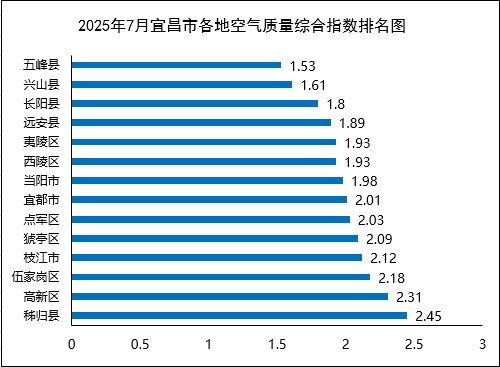 2025年7月宜昌市各地空气质量综合指数排名图
五峰县 1.53
兴山县 1.61
长阳县 1.8
远安县 1.89
夷陵区 1.93
西陵区 1.93
当阳市 1.98
宜都市 2.01
点军区 2.03
猇亭区 2.09
枝江市 2.12
伍家岗区 2.18
高新区 2.31
秭归县 2.45
0 0.5 1 1.5 2 2.5 3